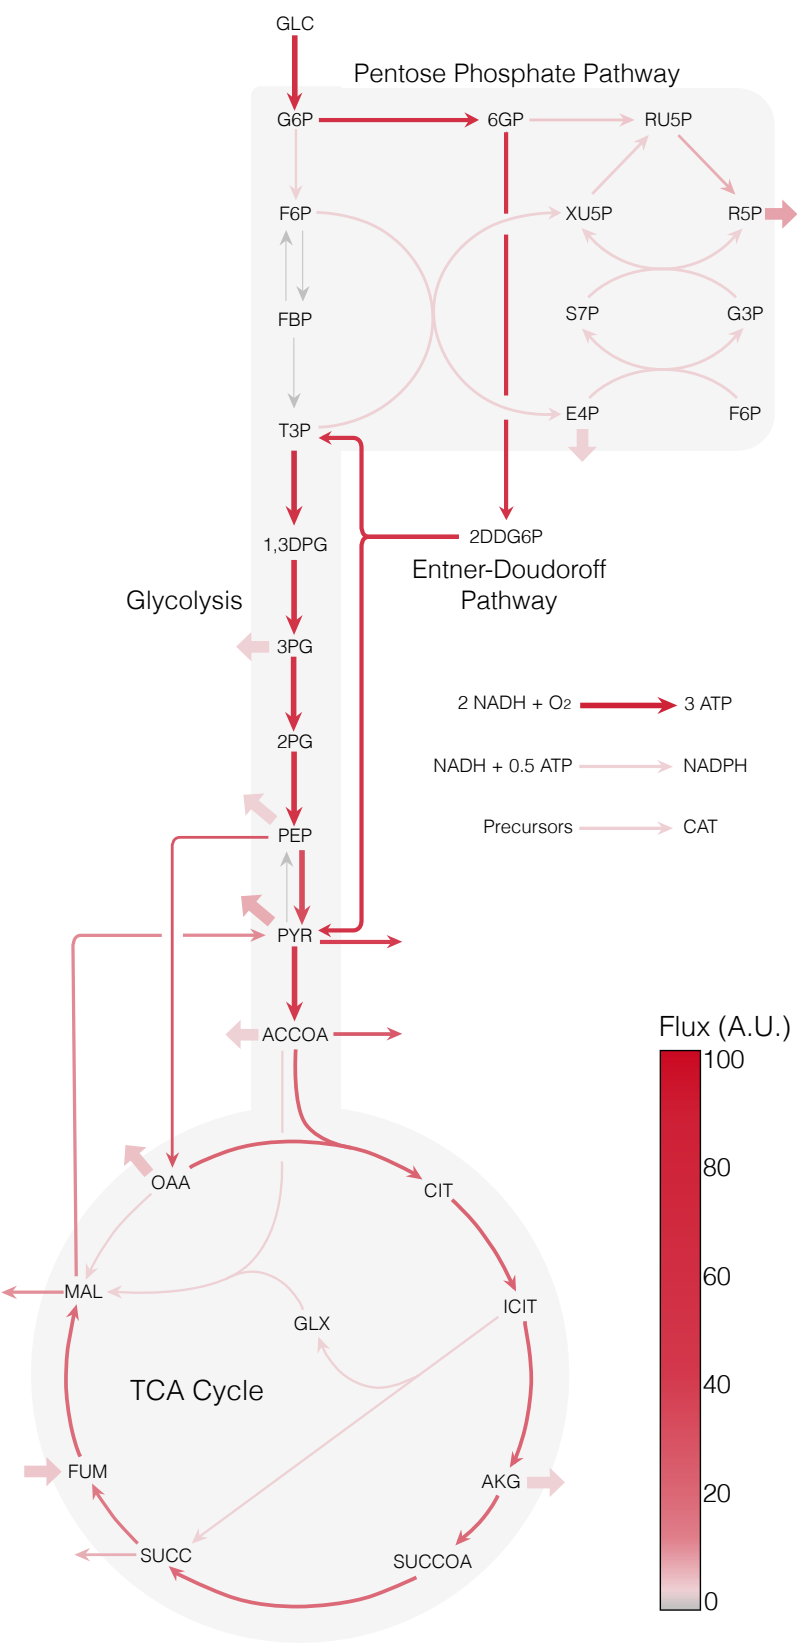 GLC
Pentose Phosphate Pathway
G6P 6GP RU5P
F6P XU5P R5P
FBP S7P G3P
T3P E4P F6P
1,3DPG 2DDG6P
Entner-Doudoroff
Pathway
Glycolysis
3PG
2PG
2 NADH + O2 3 ATP
NADH + 0.5 ATP NADPH
Precursors CAT
PEP
PYR
ACCOA
OAA
CIT
MAL
ICIT
GLX
TCA Cycle
FUM
AKG
SUCC
SUCCOA
Flux (A.U.)
100
80
60
40
20
0